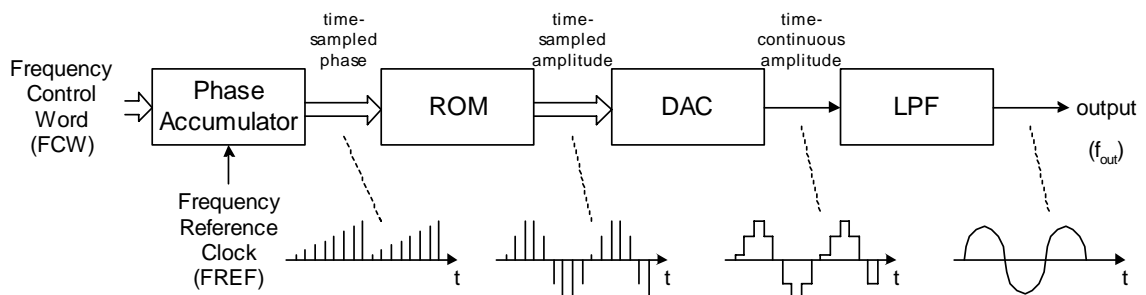 time-
sampled
phase
time-
sampled
amplitude
time-
continuous
amplitude
Frequency
Control
Word
(FCW)
Phase
Accumulator
ROM
DAC
LPF
output
(fout)
Frequency
Reference
Clock
(FREF)
t
t
t
t